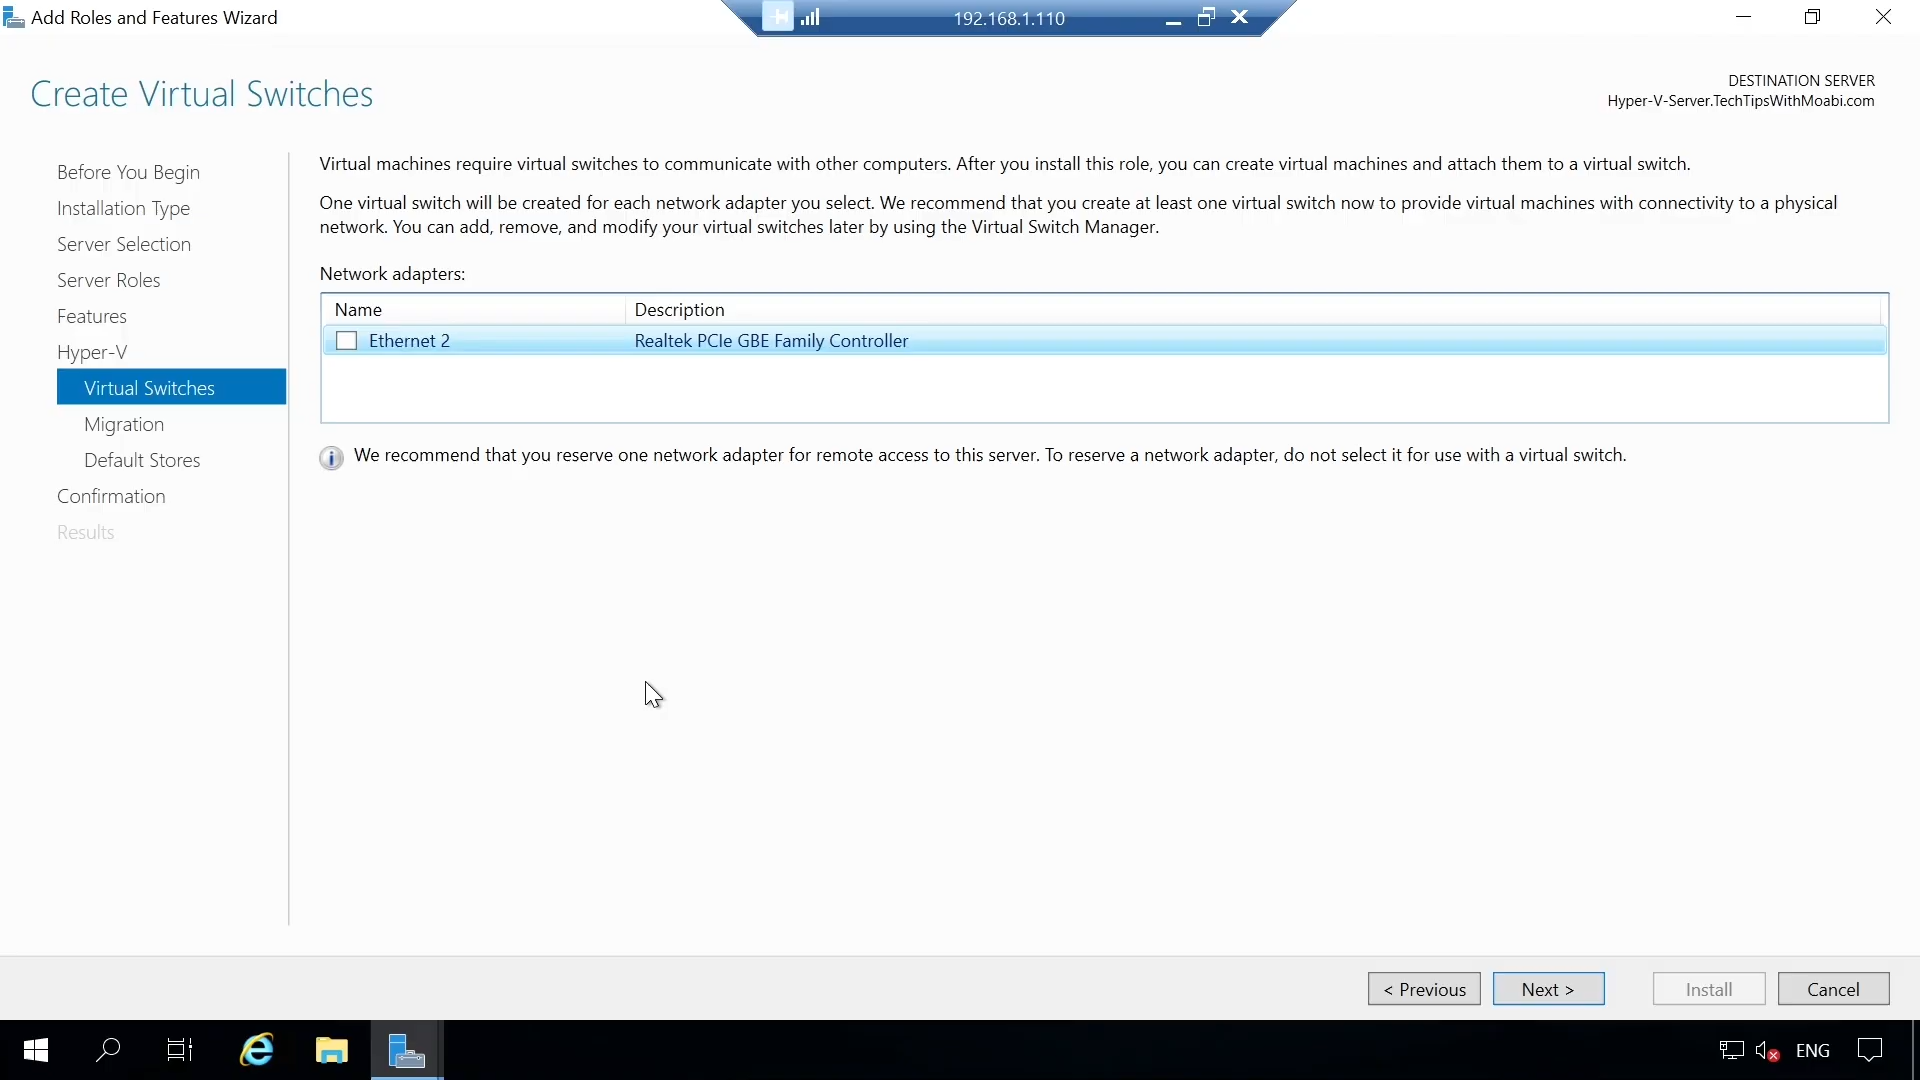 Add Roles and Features Wizard
192.168.1.110
Create Virtual Switches
DESTINATION SERVER
Hyper-V-Server.TechTipsWithMoabi.com
Before You Begin
Installation Type
Server Selection
Server Roles
Features
Hyper-V
Virtual Switches
Migration
Default Stores
Confirmation
Results
Virtual machines require virtual switches to communicate with other computers. After you install this role, you can create virtual machines and attach them to a virtual switch.
One virtual switch will be created for each network adapter you select. We recommend that you create at least one virtual switch now to provide virtual machines with connectivity to a physical
network. You can add, remove, and modify your virtual switches later by using the Virtual Switch Manager.
Network adapters:
Name Description
Ethernet 2 Realtek PCIe GBE Family Controller
We recommend that you reserve one network adapter for remote access to this server. To reserve a network adapter, do not select it for use with a virtual switch.
< Previous Next > Install Cancel
ENG